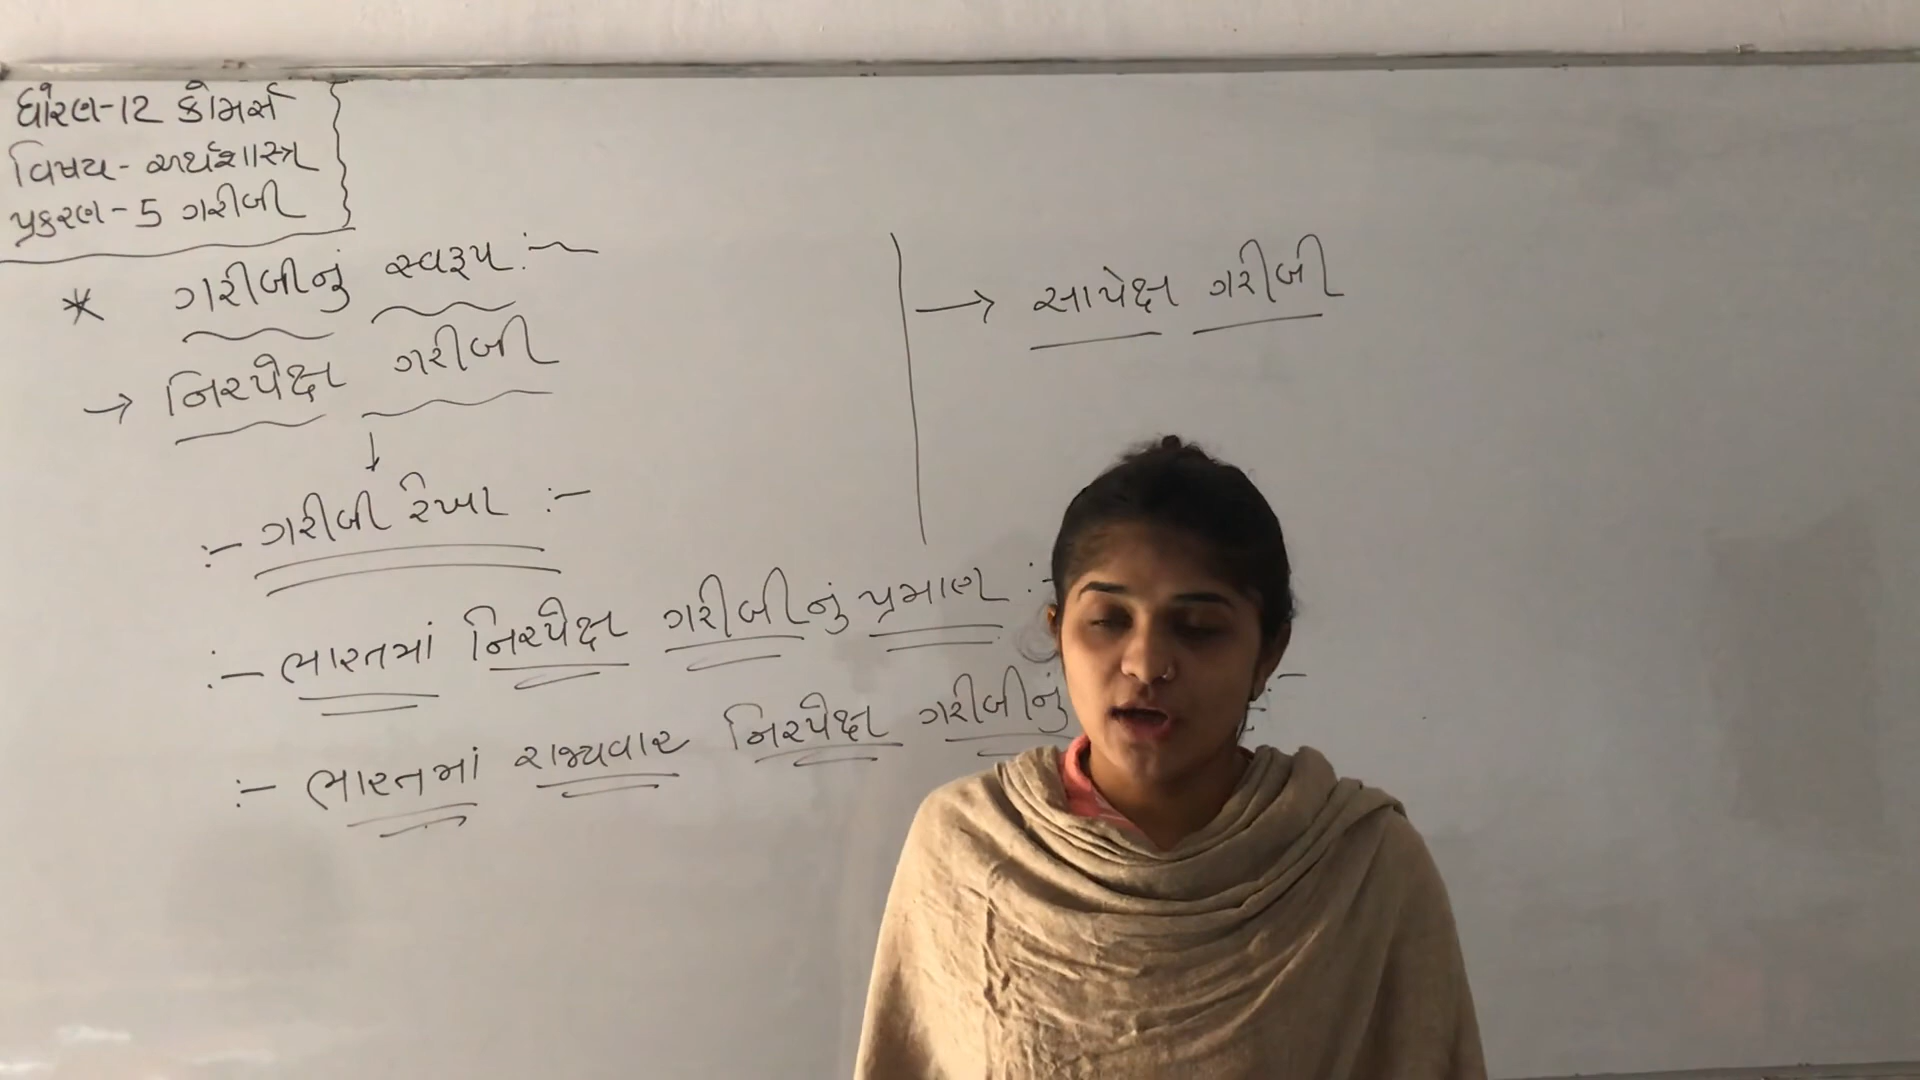 ધોરણ-12 કોમર્સ
વિષય- અર્થશાસ્ત્ર
પ્રકરણ-5 ગરીબી
* ગરીબીનું સ્વરૂપ :-
→ નિરપેક્ષ ગરીબી
↓
:- ગરીબી રેખા :-
:- ભારતમાં નિરપેક્ષ ગરીબીનું પ્રમાણ :-
:- ભારતમાં રાજ્યવાર નિરપેક્ષ ગરીબીનું :-
→ સાપેક્ષ ગરીબી